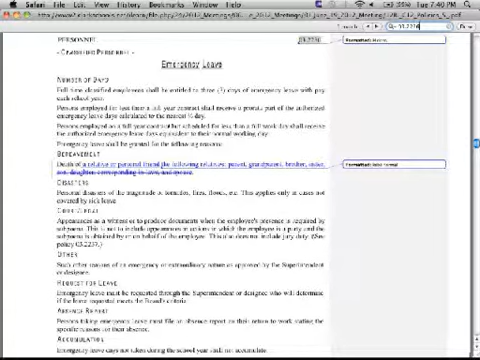 Safari File Edit View History Bookmarks Window Help Tue 7:40 PM
PERSONNEL 03.2236
- CLASSIFIED PERSONNEL -
Emergency Leave
NUMBER OF DAYS
Full time classified employees shall be entitled to three (3) days of emergency leave with pay
each school year.
Persons employed for less than a full year contract shall receive a prorata part of the authorized
emergency leave days calculated to the nearest ½ day.
Persons employed on a full year contract but scheduled for less than a full work day shall receive
the authorized emergency leave days equivalent to their normal working day.
Emergency leave shall be granted for the following reasons:
BEREAVEMENT
Death of a relative or personal friend the following relatives: parent, grandparent, brother, sister,
son, daughter, corresponding in-laws, and spouse.
DISASTERS
Personal disasters of the magnitude of tornados, fires, floods, etc. This applies only in cases not
covered by sick leave
Appearances as a witness or to produce documents when the employee's presence is required by
subpoena. This is not to include appearances in actions in which the employee is a party and the
subpoena is obtained by or on behalf of the employee. This also does not include jury duty. (See
policy 03.2237.)
OTHER
Such other reasons of an emergency or extraordinary nature as approved by the Superintendent
or designee.
REQUEST FOR LEAVE
Emergency leave must be requested through the Superintendent or designee who will determine
if the leave requested meets the Board's criteria.
ABSENCE REPORT
Persons taking emergency leave must file an absence report on their return to work stating the
specific reasons for their absence.
ACCUMULATION
Emergency leave days not taken during the school year shall not accumulate.